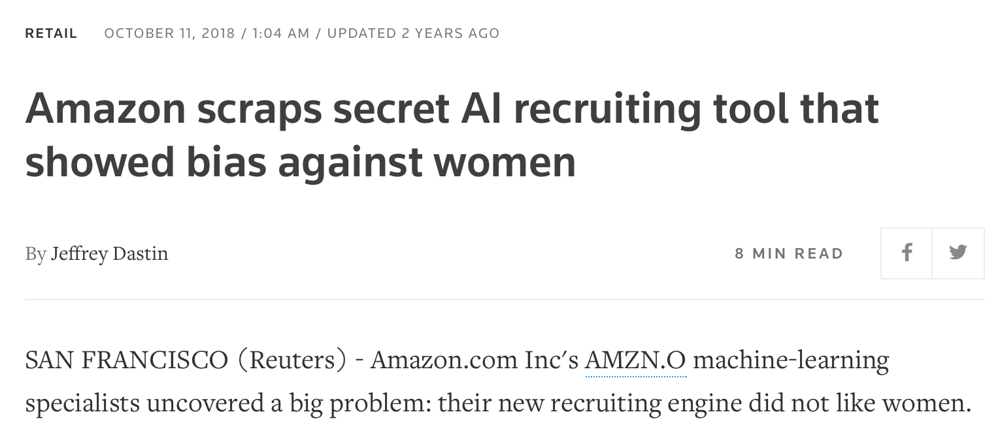 RETAIL OCTOBER 11, 2018 / 1:04 AM / UPDATED 2 YEARS AGO
Amazon scraps secret AI recruiting tool that
showed bias against women
By Jeffrey Dastin 8 MIN READ
SAN FRANCISCO (Reuters) - Amazon.com Inc′s AMZN.O machine-learning
specialists uncovered a big problem: their new recruiting engine did not like women.